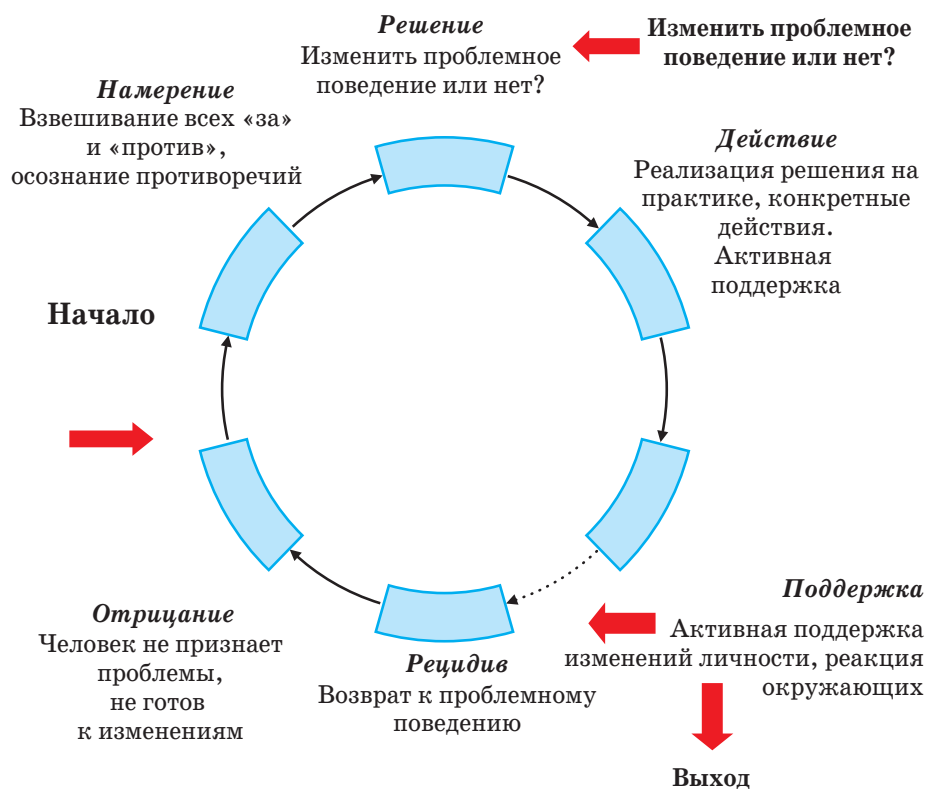 Решение
Изменить проблемное
поведение или нет?
Изменить проблемное
поведение или нет?
Намерение
Взвешивание всех «за»
и «против»,
осознание противоречий
Действие
Реализация решения на
практике, конкретные
действия.
Активная
поддержка
Начало
Отрицание
Человек не признает
проблемы,
не готов
к изменениям
Рецидив
Возврат к проблемному
поведению
Поддержка
Активная поддержка
изменений личности, реакция
окружающих
Выход